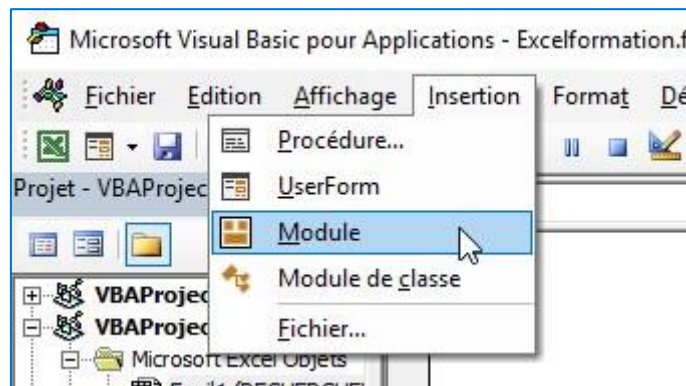 Microsoft Visual Basic pour Applications - Excelformation.f
Fichier Edition Affichage Insertion Format Dé
Procédure...
Projet - VBAProjec
UserForm
Module
Module de classe
VBAProjec
VBAProjec
Fichier...
Microsoft Excel Objets